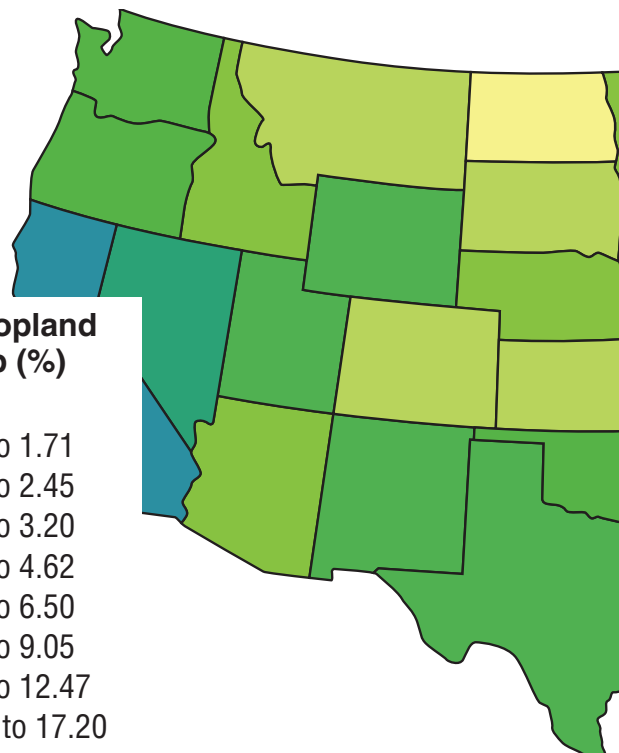 opland
o (%)
o 1.71
o 2.45
o 3.20
o 4.62
o 6.50
o 9.05
o 12.47
to 17.20